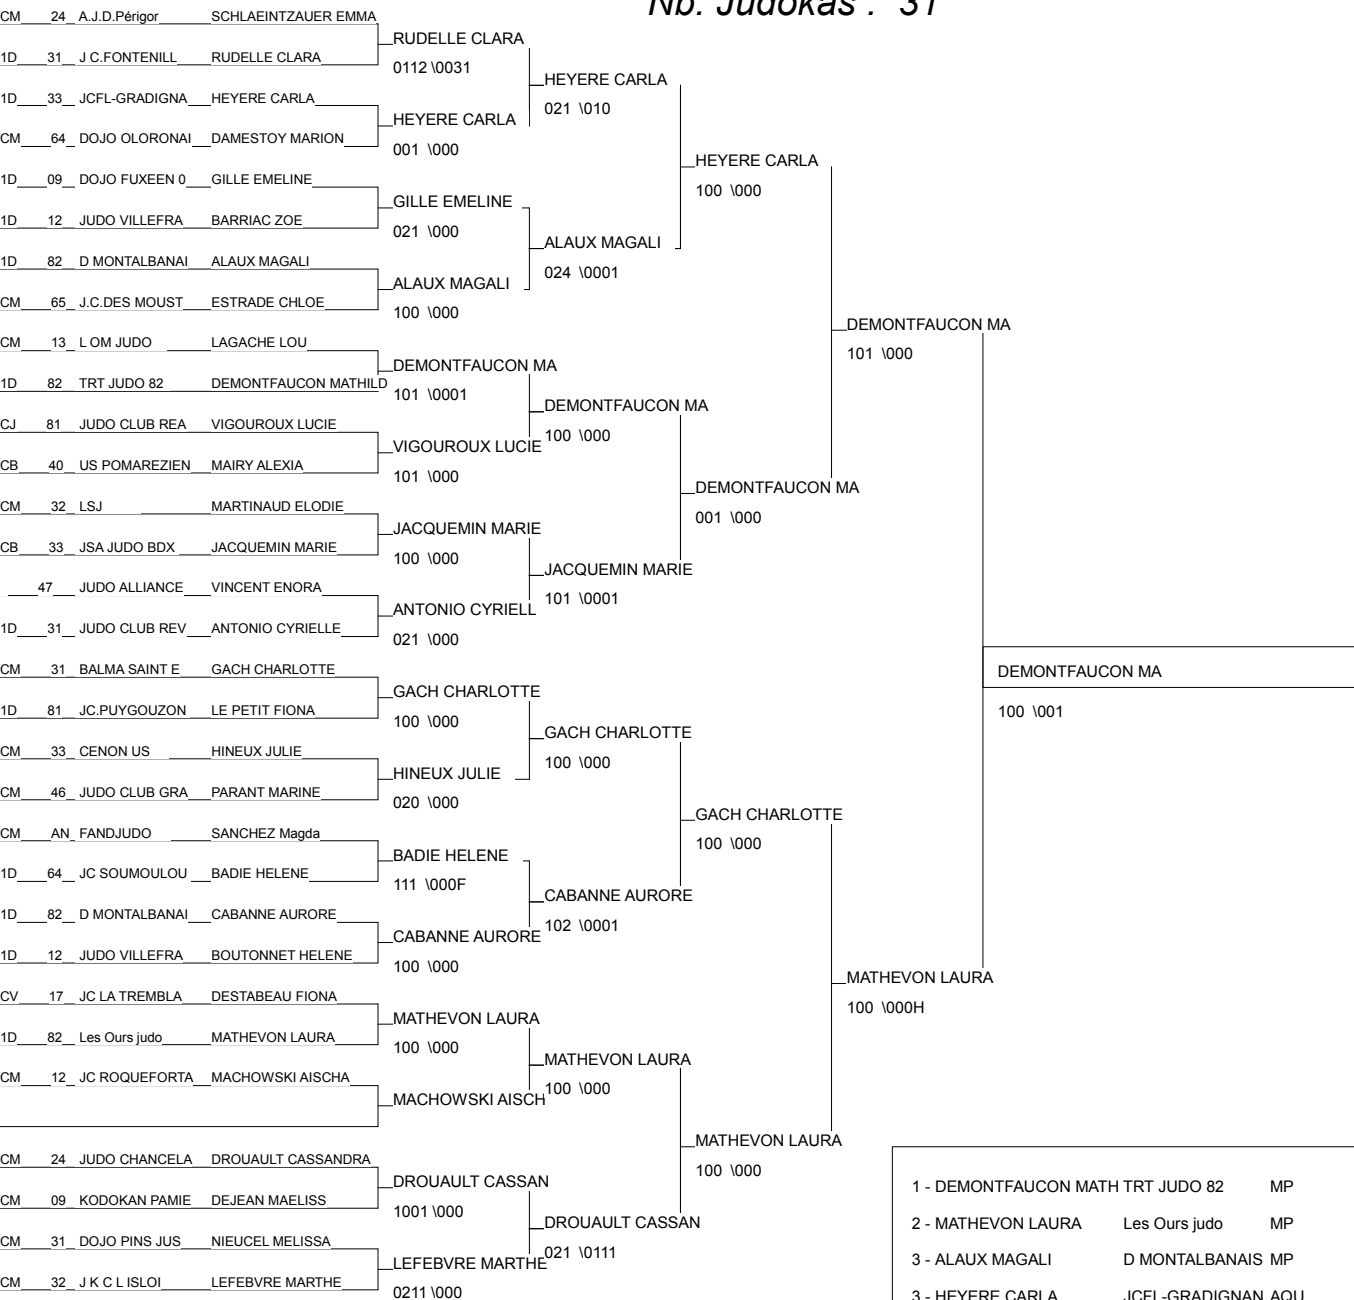 Nb. Judokas : 31
CM 24 A.J.D.Périgor SCHLAEINTZAUER EMMA
RUDELLE CLARA
1D 31 J C.FONTENILL RUDELLE CLARA
0112 \0031
HEYERE CARLA
1D 33 JCFL-GRADIGNA HEYERE CARLA
021 \010
HEYERE CARLA
CM 64 DOJO OLORONAI DAMESTOY MARION
001 \000
HEYERE CARLA
1D 09 DOJO FUXEEN 0 GILLE EMELINE
100 \000
GILLE EMELINE
1D 12 JUDO VILLEFRA BARRIAC ZOE
021 \000
ALAUX MAGALI
1D 82 D MONTALBANAI ALAUX MAGALI
024 \0001
ALAUX MAGALI
CM 65 J.C.DES MOUST ESTRADE CHLOE
100 \000
DEMONTFAUCON MA
CM 13 L OM JUDO LAGACHE LOU
101 \000
DEMONTFAUCON MA
1D 82 TRT JUDO 82 DEMONTFAUCON MATHILD
101 \0001
DEMONTFAUCON MA
CJ 81 JUDO CLUB REA VIGOUROUX LUCIE
100 \000
VIGOUROUX LUCIE
CB 40 US POMAREZIEN MAIRY ALEXIA
101 \000
DEMONTFAUCON MA
CM 32 LSJ MARTINAUD ELODIE
001 \000
JACQUEMIN MARIE
CB 33 JSA JUDO BDX JACQUEMIN MARIE
100 \000
JACQUEMIN MARIE
47 JUDO ALLIANCE VINCENT ENORA
101 \0001
ANTONIO CYRIELL
1D 31 JUDO CLUB REV ANTONIO CYRIELLE
021 \000
CM 31 BALMA SAINT E GACH CHARLOTTE
DEMONTFAUCON MA
GACH CHARLOTTE
1D 81 JC.PUYGOUZON LE PETIT FIONA
100 \001
100 \000
GACH CHARLOTTE
CM 33 CENON US HINEUX JULIE
100 \000
HINEUX JULIE
CM 46 JUDO CLUB GRA PARANT MARINE
020 \000
GACH CHARLOTTE
CM AN FANDJUDO SANCHEZ Magda
100 \000
BADIE HELENE
1D 64 JC SOUMOULOU BADIE HELENE
111 \000F
CABANNE AURORE
1D 82 D MONTALBANAI CABANNE AURORE
102 \0001
CABANNE AURORE
1D 12 JUDO VILLEFRA BOUTONNET HELENE
100 \000
MATHEVON LAURA
CV 17 JC LA TREMBLA DESTABEAU FIONA
100 \000H
MATHEVON LAURA
1D 82 Les Ours judo MATHEVON LAURA
100 \000
MATHEVON LAURA
CM 12 JC ROQUEFORTA MACHOWSKI AISCHA
100 \000
MACHOWSKI AISCH
MATHEVON LAURA
CM 24 JUDO CHANCELA DROUAULT CASSANDRA
100 \000
DROUAULT CASSAN
CM 09 KODOKAN PAMIE DEJEAN MAELISS
1001 \000
DROUAULT CASSAN
CM 31 DOJO PINS JUS NIEUCEL MELISSA
021 \0111
LEFEBVRE MARTHE
CM 32 J K C L ISLOI LEFEBVRE MARTHE
0211 \000
1 - DEMONTFAUCON MATH TRT JUDO 82 MP
2 - MATHEVON LAURA Les Ours judo MP
3 - ALAUX MAGALI D MONTALBANAIS MP
3 - HEYERE CARLA JCFL-GRADIGNAN AQU